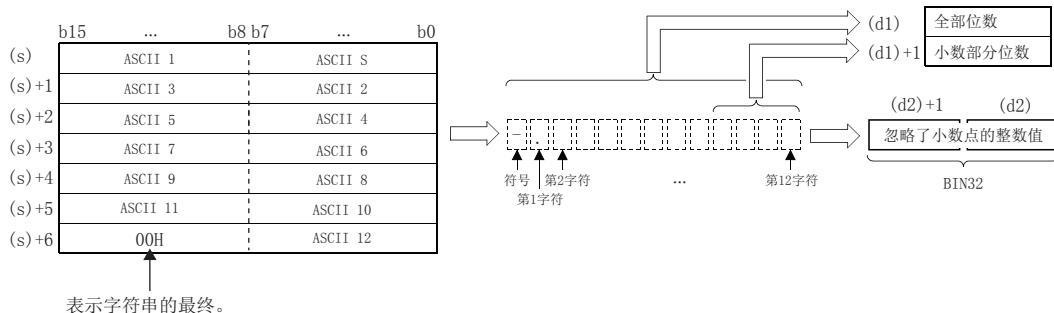 b15 ... b8 b7 ... b0
(s) ASCII 1 ASCII S
(s)+1 ASCII 3 ASCII 2
(s)+2 ASCII 5 ASCII 4
(s)+3 ASCII 7 ASCII 6
(s)+4 ASCII 9 ASCII 8
(s)+5 ASCII 11 ASCII 10
(s)+6 00H ASCII 12
表示字符串的最终。
- .
符号 第1字符 第2字符 ... 第12字符
(d1) 全部位数
(d1)+1 小数部分位数
(d2)+1 (d2)
忽略了小数点的整数值
BIN32